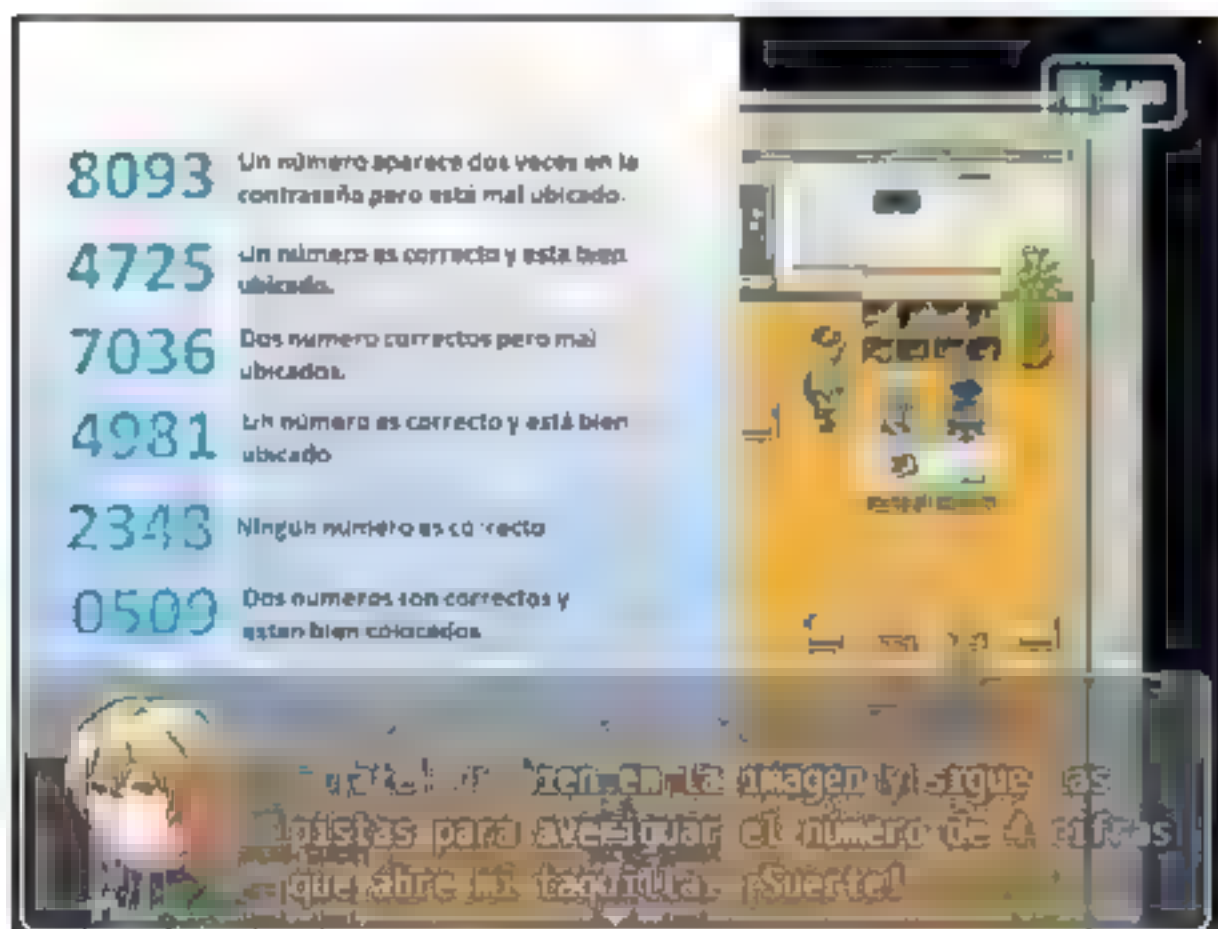 8093 Un número aparece dos veces en la
contraseña pero está mal ubicado.
4725 Un número es correcto y esta bien
ubicado.
7036 Dos numero correctos pero mal
ubicados.
4981 Un número es correcto y está bien
ubicado
Ningún número es correcto
0509 Dos numeros son correctos y
estan bien colocados
bien en la imagen y sigue las
pistas para averiguar el número de 4 cifras
que abre mi taquilla. ¡Suerte!